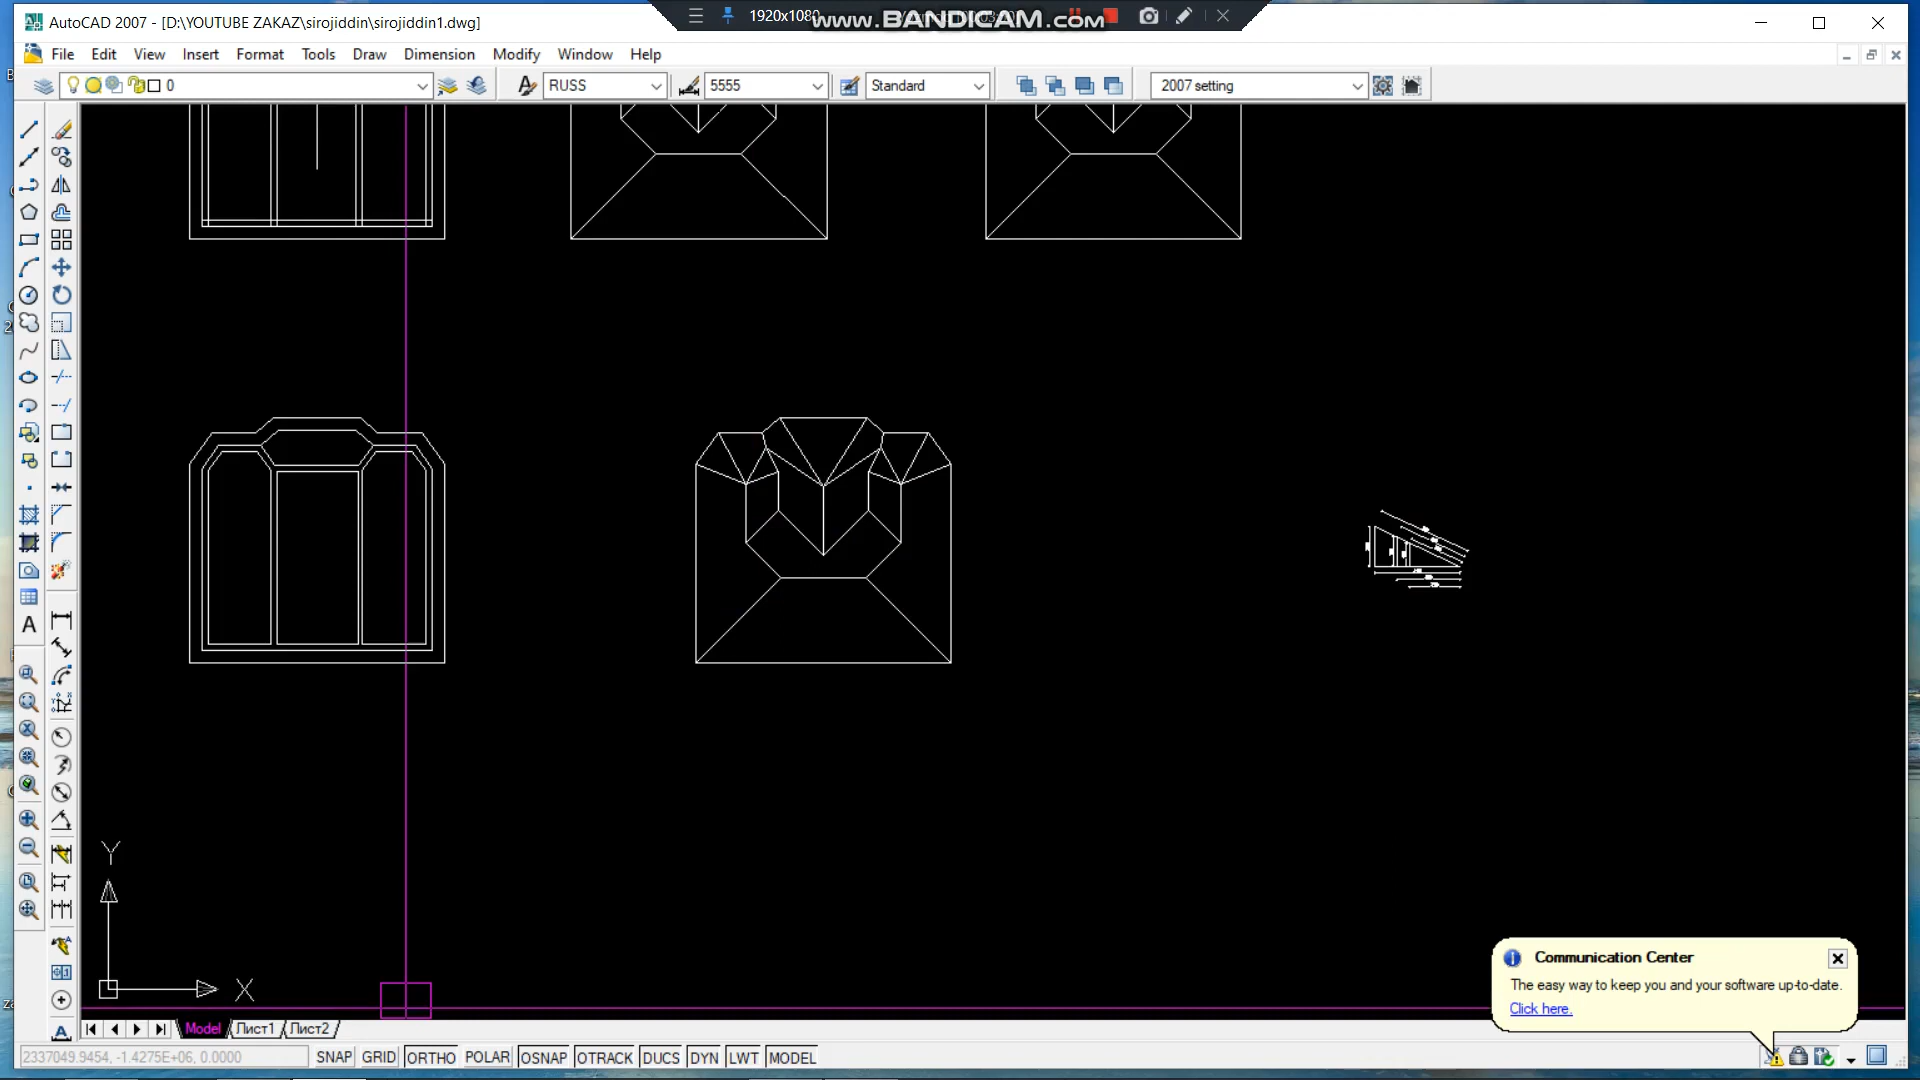 AutoCAD 2007 - [D:\YOUTUBE ZAKAZ\sirojiddin\sirojiddin1.dwg]
1920x1080
www.BANDICAM.com
File Edit View Insert Format Tools Draw Dimension Modify Window Help
0
RUSS
5555
Standard
2007 setting
A
Y
X
Communication Center
The easy way to keep you and your software up-to-date.
Click here.
Model Лист1 Лист2
2337049.9454, -1.4275E+06, 0.0000
SNAP GRID ORTHO POLAR OSNAP OTRACK DUCS DYN LWT MODEL